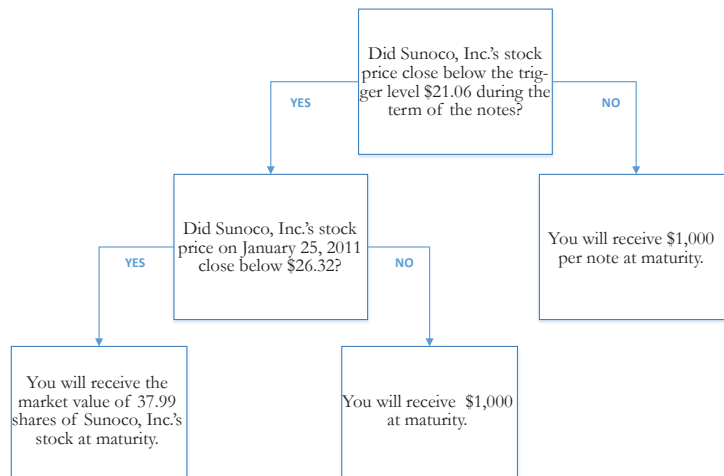 Did Sunoco, Inc.'s stock
price close below the trig-
ger level $21.06 during the
term of the notes?
YES
NO
Did Sunoco, Inc.'s stock
price on January 25, 2011
close below $26.32?
You will receive $1,000
per note at maturity.
YES
NO
You will receive the
market value of 37.99
shares of Sunoco, Inc.'s
stock at maturity.
You will receive $1,000
at maturity.